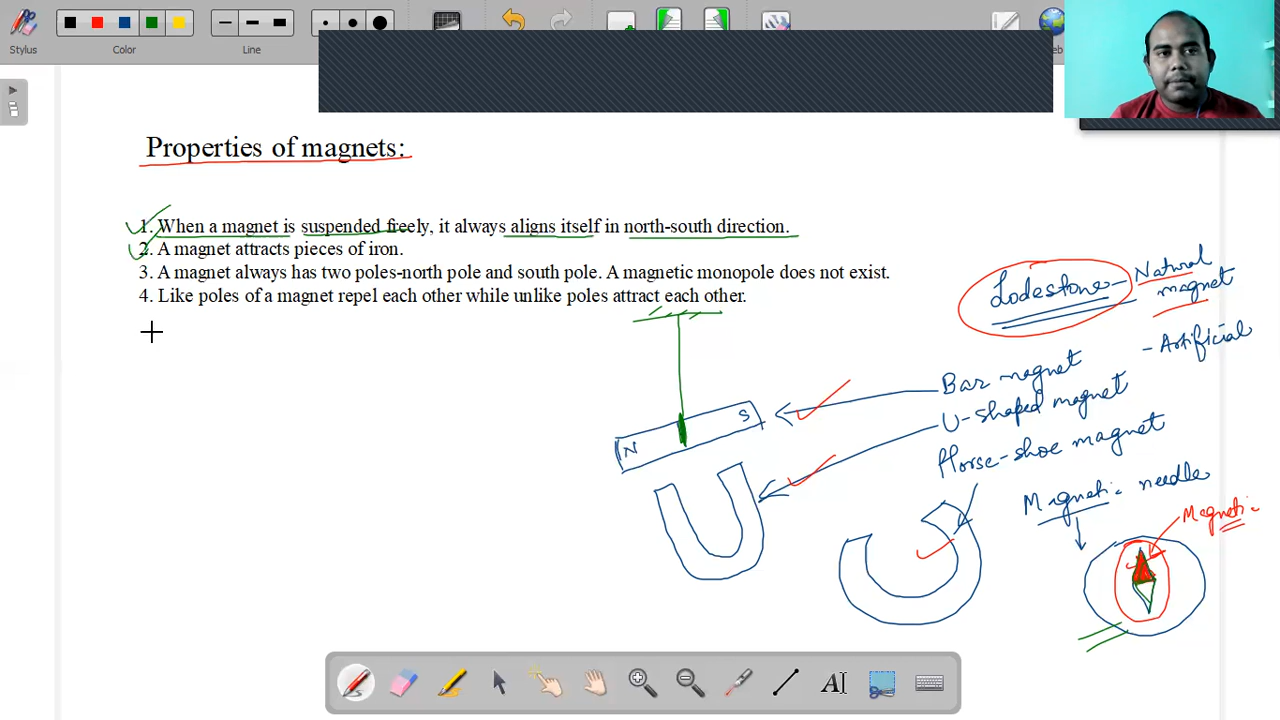 Stylus
Color
Line
Board
Web
Properties of magnets:
1. When a magnet is suspended freely, it always aligns itself in north-south direction.
2. A magnet attracts pieces of iron.
3. A magnet always has two poles-north pole and south pole. A magnetic monopole does not exist.
4. Like poles of a magnet repel each other while unlike poles attract each other.
Lodestone - Natural
magnet
- Artificial
Bar magnet
U-shaped magnet
Horse-shoe magnet
Magnetic needle
Magnetic
N
S